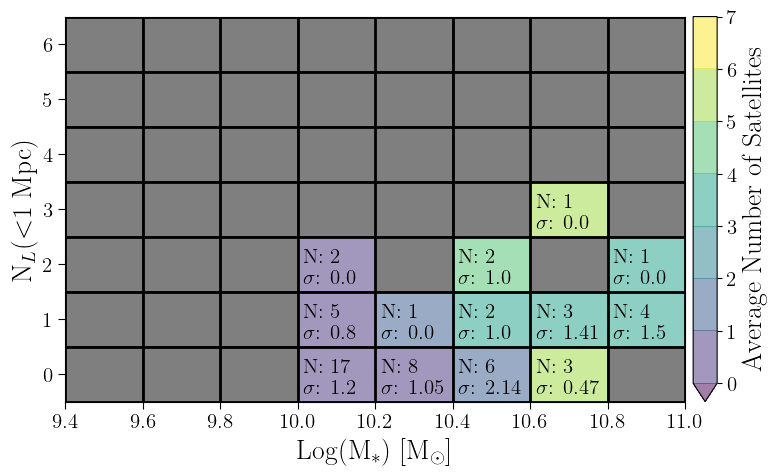 6
5
4
3
2
1
0
N_L(<1 Mpc)
N: 1
σ: 0.0
N: 2
σ: 0.0
N: 2
σ: 1.0
N: 1
σ: 0.0
N: 5
σ: 0.8
N: 1
σ: 0.0
N: 2
σ: 1.0
N: 3
σ: 1.41
N: 4
σ: 1.5
N: 17
σ: 1.2
N: 8
σ: 1.05
N: 6
σ: 2.14
N: 3
σ: 0.47
9.4 9.6 9.8 10.0 10.2 10.4 10.6 10.8 11.0
Log(M_*) [M_⊙]
7
6
5
4
3
2
1
0
Average Number of Satellites